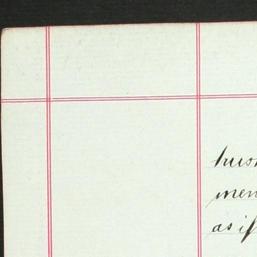 men
as if